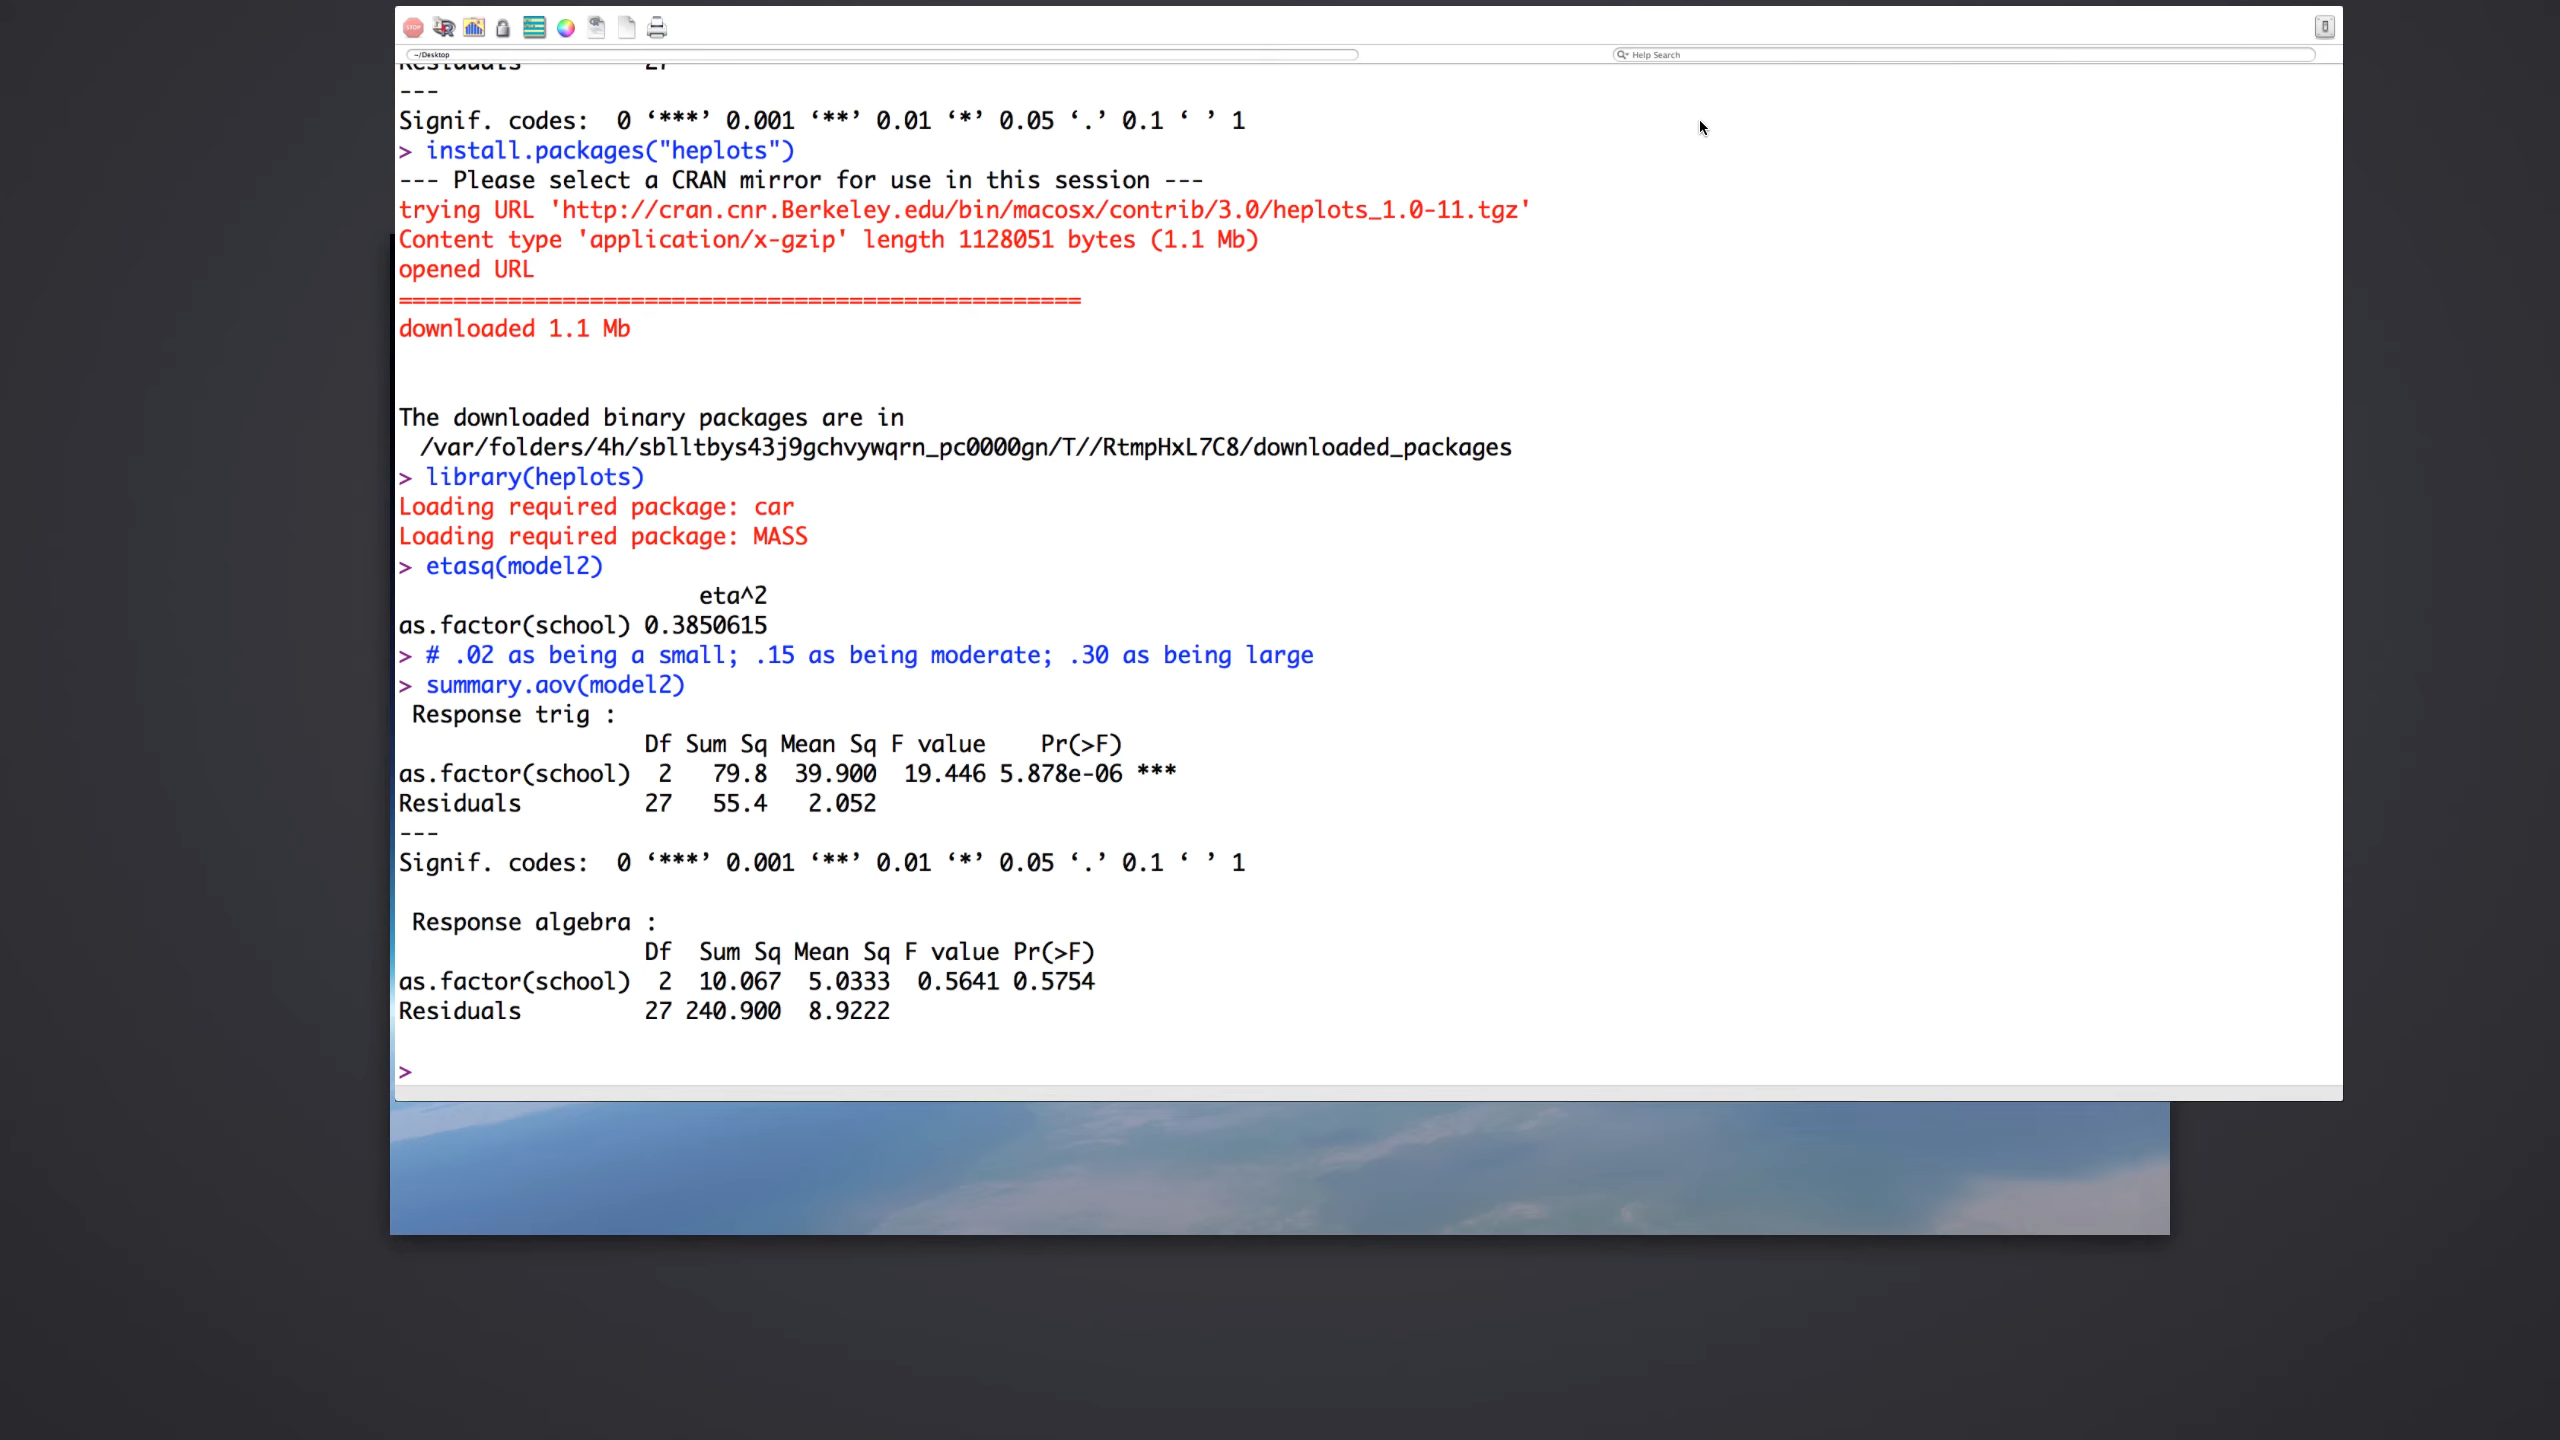 STOP
~/Desktop
Help Search
Residuals 27
---
Signif. codes:  0 ‘***’ 0.001 ‘**’ 0.01 ‘*’ 0.05 ‘.’ 0.1 ‘ ’ 1
> install.packages("heplots")
--- Please select a CRAN mirror for use in this session ---
trying URL 'http://cran.cnr.Berkeley.edu/bin/macosx/contrib/3.0/heplots_1.0-11.tgz'
Content type 'application/x-gzip' length 1128051 bytes (1.1 Mb)
opened URL
==================================================
downloaded 1.1 Mb
The downloaded binary packages are in
/var/folders/4h/sblltbys43j9gchvywqrn_pc0000gn/T//RtmpHxL7C8/downloaded_packages
> library(heplots)
Loading required package: car
Loading required package: MASS
> etasq(model2)
eta^2
as.factor(school) 0.3850615
> # .02 as being a small; .15 as being moderate; .30 as being large
> summary.aov(model2)
Response trig :
Df Sum Sq Mean Sq F value    Pr(>F)
as.factor(school)  2   79.8  39.900  19.446 5.878e-06 ***
Residuals         27   55.4   2.052
---
Signif. codes:  0 ‘***’ 0.001 ‘**’ 0.01 ‘*’ 0.05 ‘.’ 0.1 ‘ ’ 1
Response algebra :
Df  Sum Sq Mean Sq F value Pr(>F)
as.factor(school)  2  10.067  5.0333  0.5641 0.5754
Residuals         27 240.900  8.9222
>